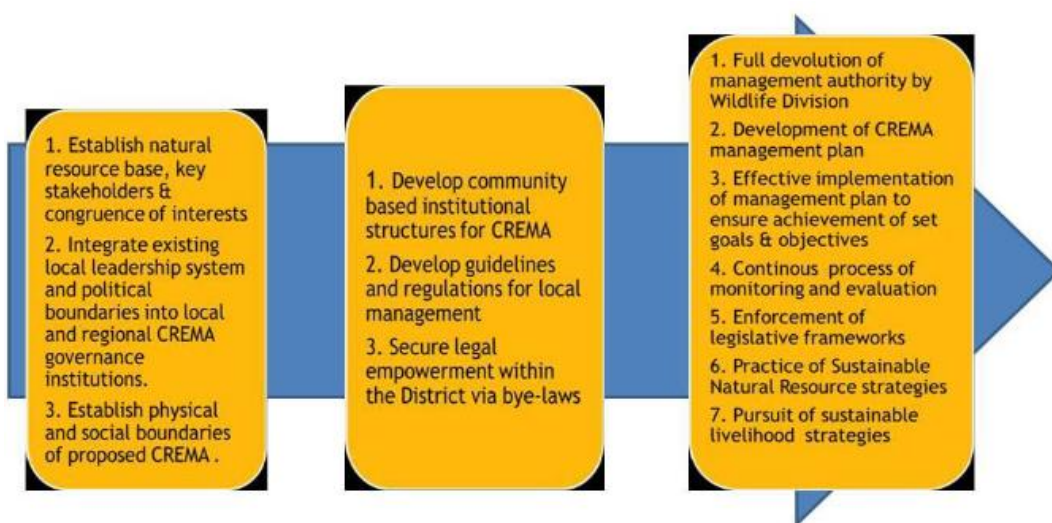 1. Establish natural
resource base, key
stakeholders &
congruence of interests
2. Integrate existing
local leadership system
and political
boundaries into local
and regional CREMA
governance
institutions.
3. Establish physical
and social boundaries
of proposed CREMA .
1. Develop community
based institutional
structures for CREMA
2. Develop guidelines
and regulations for local
management
3. Secure legal
empowerment within
the District via bye-laws
1. Full devolution of
management authority by
Wildlife Division
2. Development of CREMA
management plan
3. Effective implementation
of management plan to
ensure achievement of set
goals & objectives
4. Continous process of
monitoring and evaluation
5. Enforcement of
legislative frameworks
6. Practice of Sustainable
Natural Resource strategies
7. Pursuit of sustainable
livelihood strategies